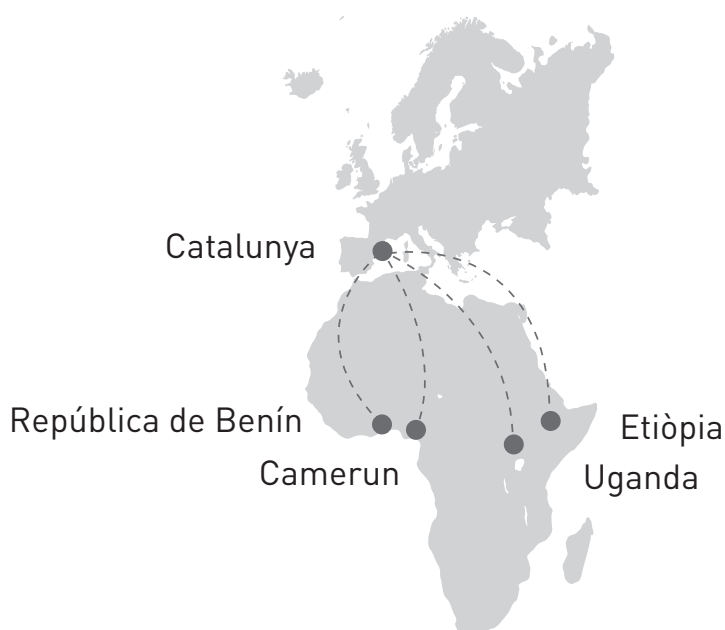 Catalunya
República de Benín
Etiòpia
Camerun
Uganda